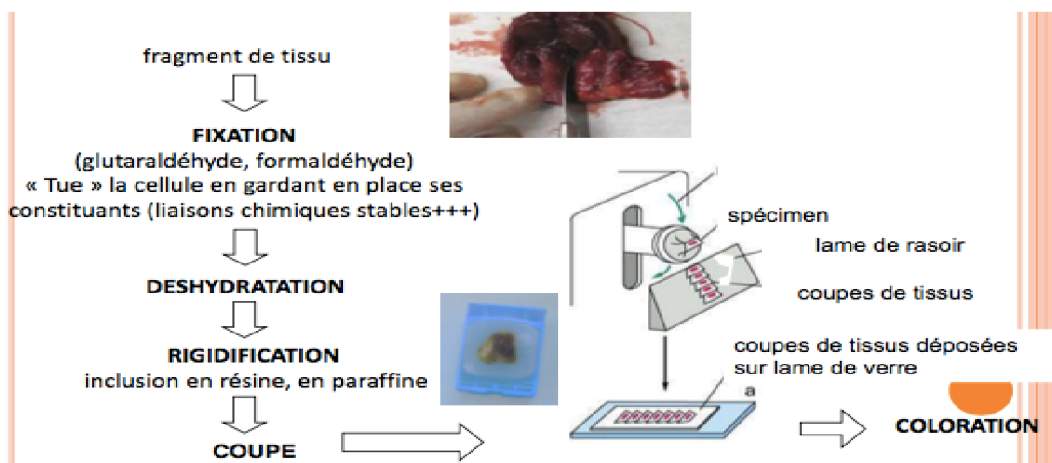 fragment de tissu
FIXATION
(glutaraldéhyde, formaldéhyde)
« Tue » la cellule en gardant en place ses
constituants (liaisons chimiques stables+++)
DESHYDRATATION
RIGIDIFICATION
inclusion en résine, en paraffine
COUPE
spécimen
lame de rasoir
coupes de tissus
coupes de tissus déposées
sur lame de verre
a
COLORATION